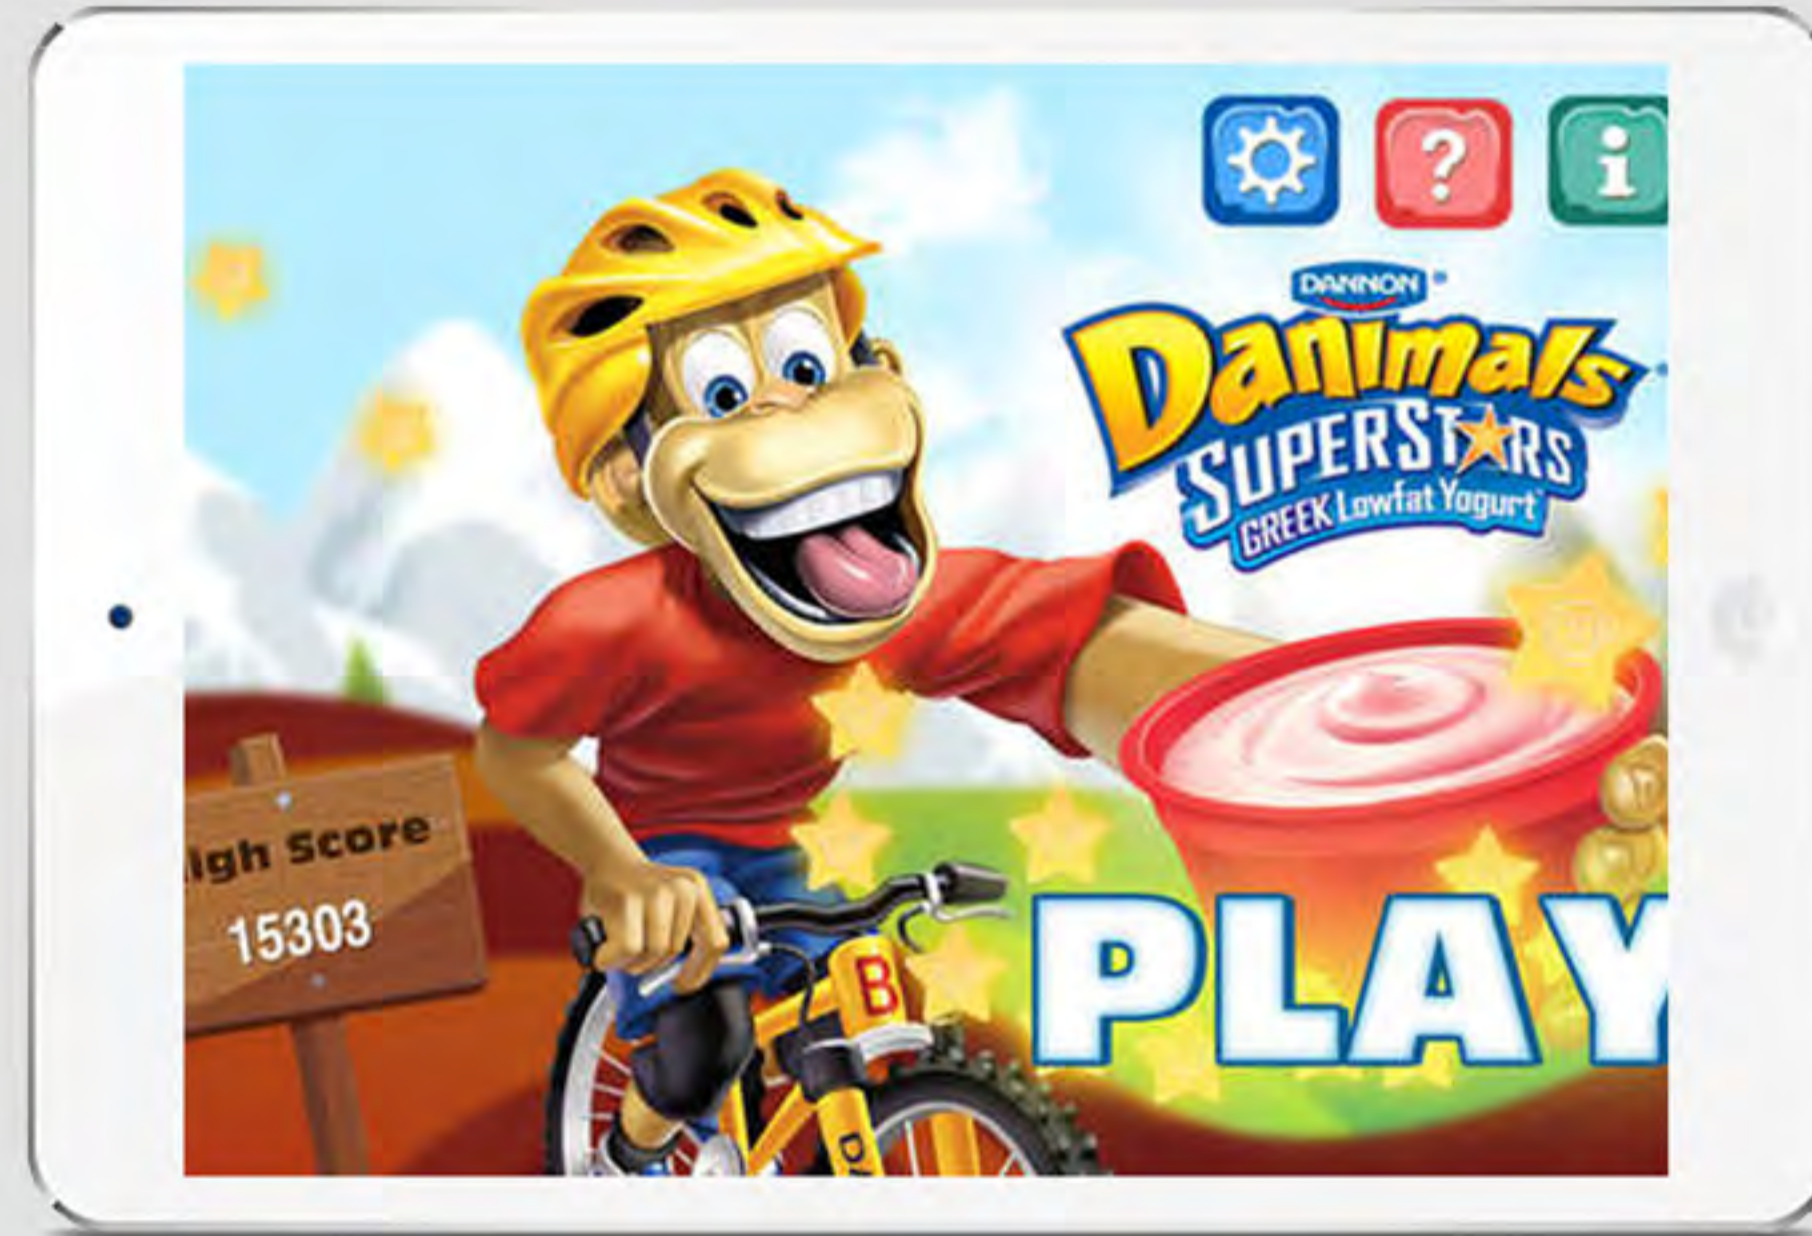 ?
i
DANNON®
Danimals
SUPERSTARS
GREEK Lowfat Yogurt
igh Score
15303
B
PLAY